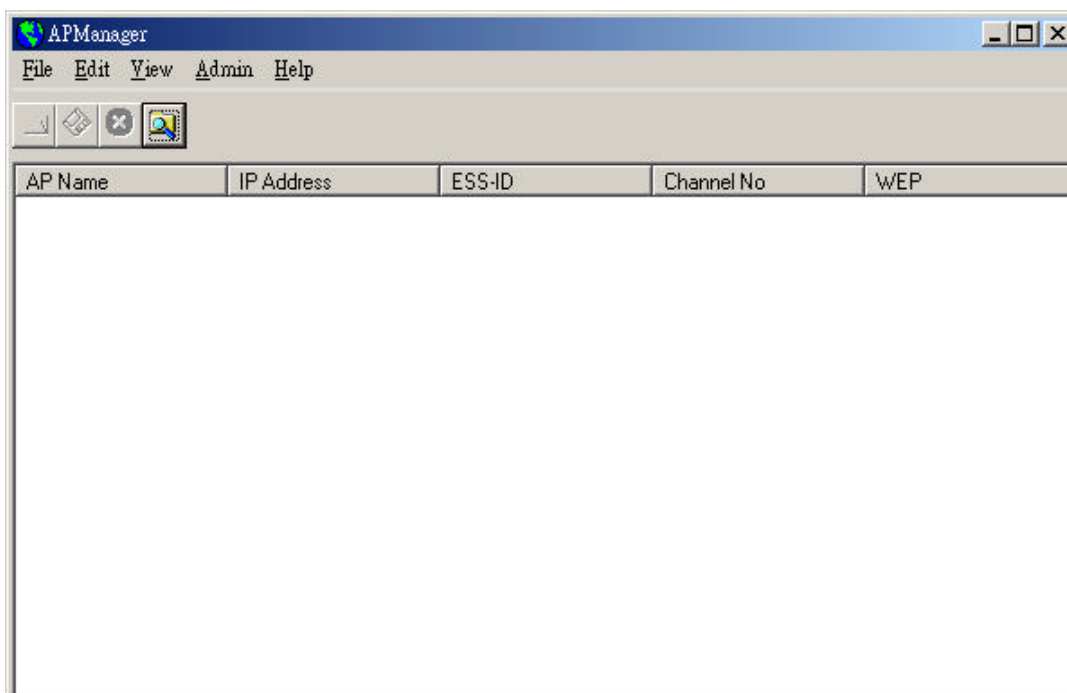 APManager
File Edit View Admin Help
AP Name IP Address ESS-ID Channel No WEP